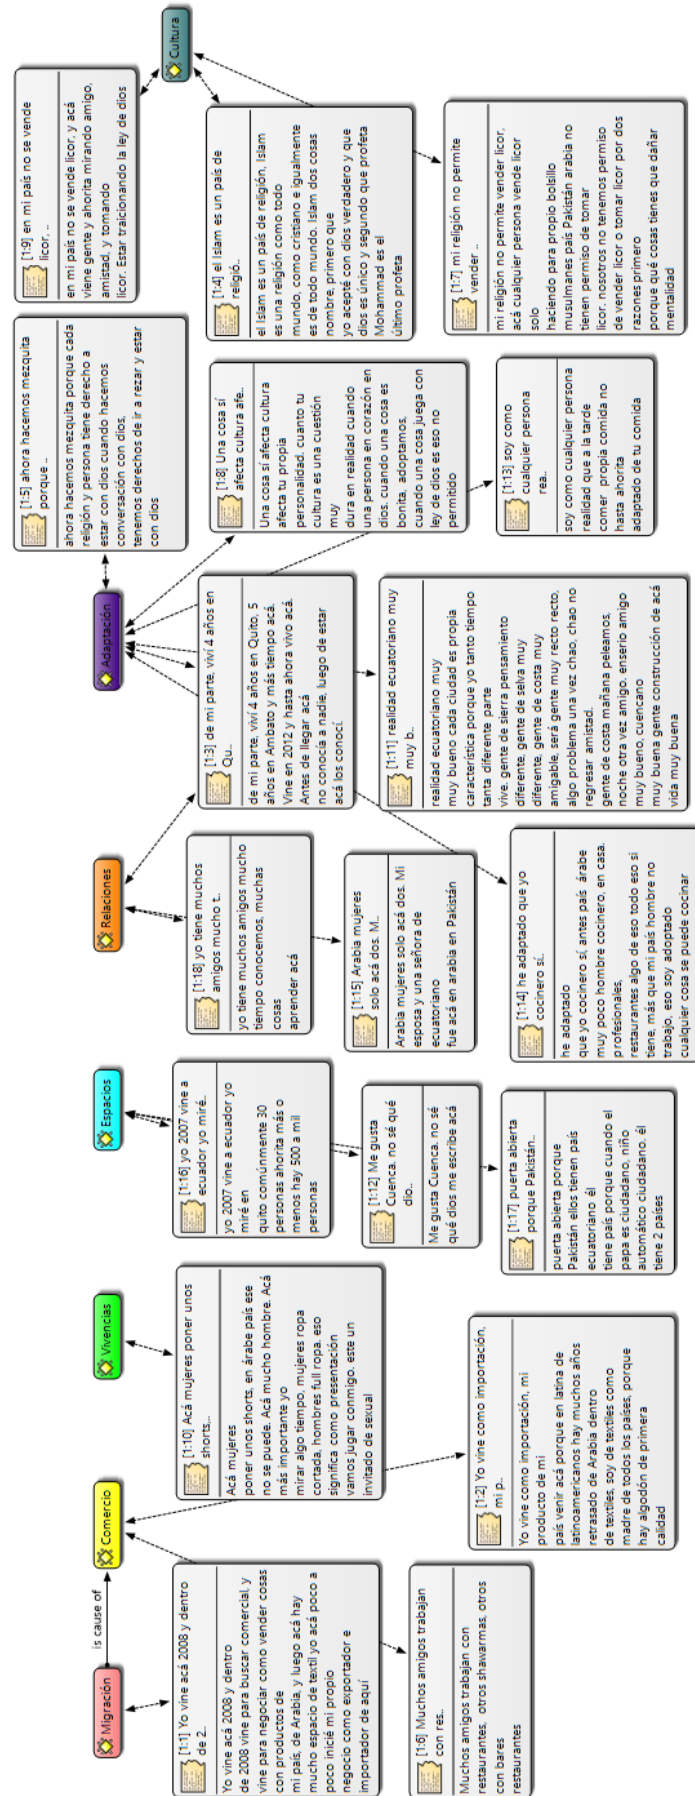 Migración
is cause of
Comercio
Vivencias
Espacios
Relaciones
Adaptación
Cultura
[1:1] Yo vine acá 2008 y dentro
de 2..
Yo vine acá 2008 y dentro
de 2008 vine para buscar comercial, y
vine para negociar como vender cosas
con productos de
mi país, de Arabia, y luego acá hay
mucho espacio de textil yo acá poco a
poco inicié mi propio
negocio como exportador e
importador de aquí
[1:6] Muchos amigos trabajan
con res..
Muchos amigos trabajan con
restaurantes, otros shawarmas, otros
con bares
restaurantes
[1:2] Yo vine como importación,
mi p..
Yo vine como importación, mi
producto de mi
país venir acá porque en latina de
latinoamericanos hay muchos años
retrasado de Arabia dentro
de textiles, soy de textiles como
madre de todos los países, porque
hay algodón de primera
calidad
[1:10] Acá mujeres poner unos
shorts,..
Acá mujeres
poner unos shorts, en árabe país ese
no se puede. Acá mucho hombre. Acá
más importante yo
mirar algo tiempo, mujeres ropa
cortada, hombres full ropa. eso
significa como presentación
vamos jugar conmigo. este un
invitado de sexual
[1:16] yo 2007 vine a
ecuador yo miré..
yo 2007 vine a ecuador yo
miré en
quito comúnmente 30
personas ahorita más o
menos hay 500 a mil
personas
[1:12] Me gusta
Cuenca. no sé qué
dio..
Me gusta Cuenca. no sé
qué dios me escribe acá
[1:17] puerta abierta
porque Pakistán..
puerta abierta porque
Pakistán ellos tienen país
ecuatoriano  él
tiene país porque cuando el
papa es ciudadano, niño
automático ciudadano. él
tiene 2 países
[1:18] yo tiene muchos
amigos mucho t..
yo tiene muchos amigos mucho
tiempo conocemos, muchas
cosas
aprender acá
[1:15] Arabia mujeres
solo acá dos. M..
Arabia mujeres solo acá dos. Mi
esposa y una señora de
ecuatoriano
fue acá en arabia en Pakistán
[1:14] he adaptado que yo
cocinero sí.
he adaptado
que yo cocinero sí, antes país  árabe
muy poco hombre cocinero, en casa.
profesionales,
restaurantes algo de eso todo eso si
tiene, más que mi país hombre no
trabajo, eso soy adoptado
cualquier cosa se puede cocinar
[1:3] de mi parte, viví 4 años en
Qu..
de mi parte, viví 4 años en Quito, 5
años en Ambato y más tiempo acá.
Vine en 2012 y hasta ahora vivo acá.
Antes de llegar acá
no conocía a nadie, luego de estar
acá los conocí.
[1:11] realidad ecuatoriano muy
muy b..
realidad ecuatoriano muy
muy bueno cada ciudad es propia
característica porque yo tanto tiempo
tanta diferente parte
vive. gente de sierra pensamiento
diferente, gente de selva muy
diferente, gente de costa muy
amigable, será gente muy recto recto,
algo problema una vez chao, chao no
regresar amistad.
gente de costa mañana peleamos,
noche otra vez amigo. enserio amigo
muy bueno, cuencano
muy buena gente construcción de acá
vida muy buena
[1:5] ahora hacemos mezquita
porque ..
ahora hacemos mezquita porque cada
religión y persona tiene derecho a
estar con dios cuando hacemos
conversación con dios,
tenemos derechos de ir a rezar y estar
con dios
[1:8] Una cosa sí
afecta cultura afe..
Una cosa sí afecta cultura
afecta tu propia
personalidad. cuanto tu
cultura es una cuestión
muy
dura en realidad cuando
una persona en corazón en
dios. cuando una cosa es
bonita, adoptamos,
cuando una cosa juega con
ley de dios es eso no
permitido
[1:13] soy como
cualquier persona
rea..
soy como cualquier persona
realidad que a la tarde
comer  propia comida no
hasta ahorita
adaptado de tu comida
[1:9] en mi país no se vende
licor, ..
en mi país no se vende licor, y acá
viene gente y ahorita mirando amigo,
amistad, y tomando
licor. Estar traicionando la ley de dios
[1:4] el Islam es un país de
religió..
el Islam es un país de religión, Islam
es una religión como todo
mundo, como cristiano e igualmente
es de todo mundo. Islam dos cosas
nombre, primero que
yo acepté con dios verdadero y que
dios es único y segundo que profeta
Mohammad es el
último profeta
[1:7] mi religión no permite
vender ..
mi religión no permite vender licor,
acá cualquier persona vende licor
solo
haciendo para propio bolsillo
musulmanes país Pakistán arabia no
tienen permiso de tomar
licor. nosotros no tenemos permiso
de vender licor o tomar licor por dos
razones primero
porque qué cosas tienes que dañar
mentalidad